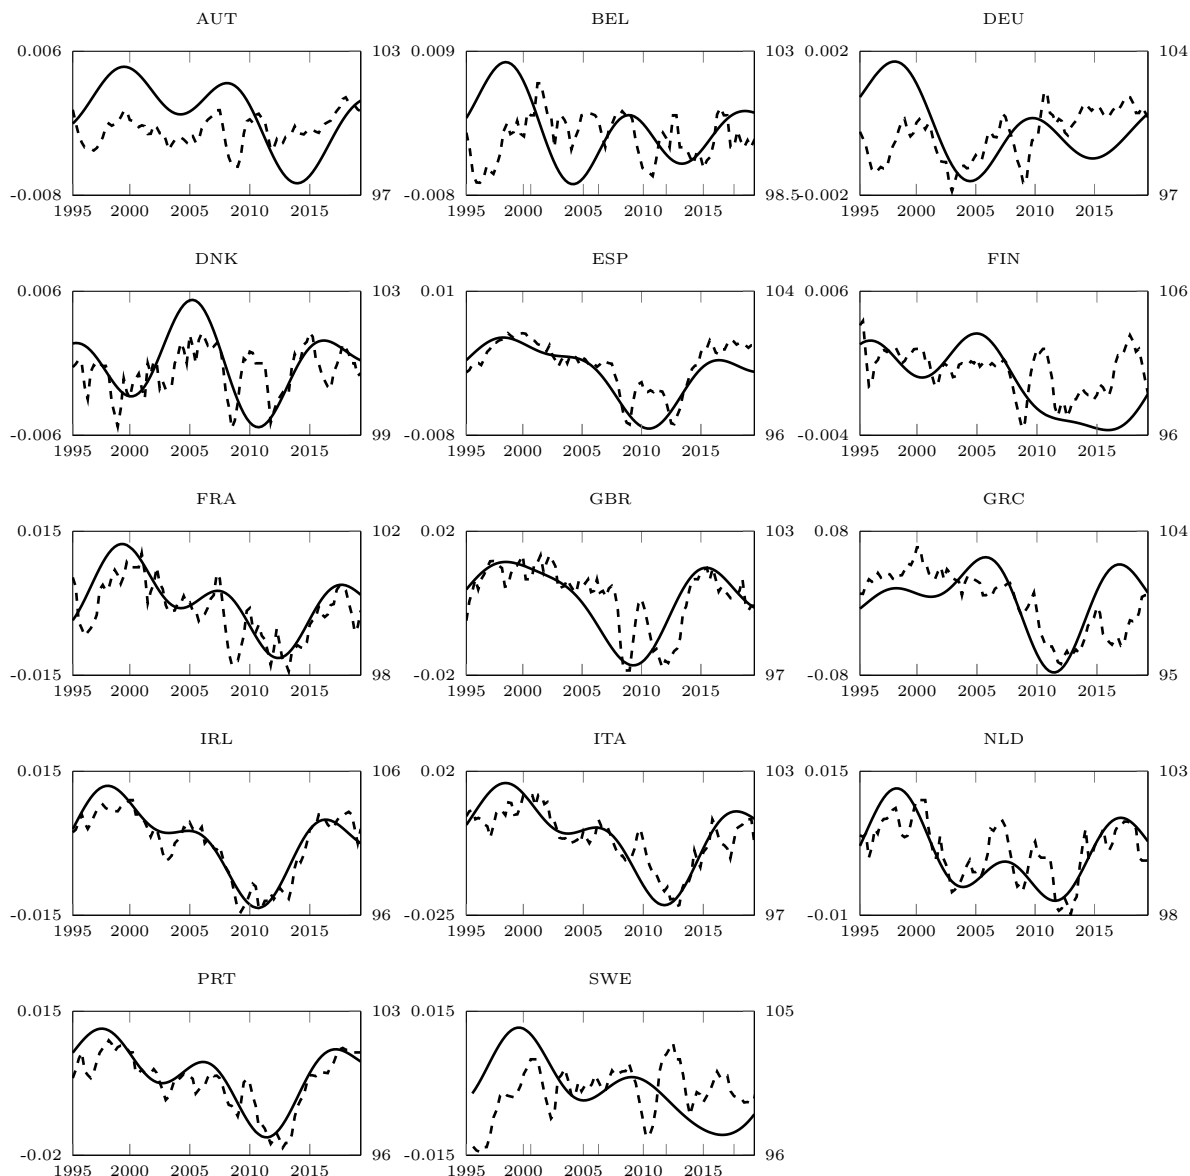 AUT BEL DEU
0.006 103 0.009 103 0.002 104
-0.008 97 -0.008 98.5 -0.002 97
1995 2000 2005 2010 2015 1995 2000 2005 2010 2015 1995 2000 2005 2010 2015
DNK ESP FIN
0.006 103 0.01 104 0.006 106
-0.006 99 -0.008 96 -0.004 96
1995 2000 2005 2010 2015 1995 2000 2005 2010 2015 1995 2000 2005 2010 2015
FRA GBR GRC
0.015 102 0.02 103 0.08 104
-0.015 98 -0.02 97 -0.08 95
1995 2000 2005 2010 2015 1995 2000 2005 2010 2015 1995 2000 2005 2010 2015
IRL ITA NLD
0.015 106 0.02 103 0.015 103
-0.015 96 -0.025 97 -0.01 98
1995 2000 2005 2010 2015 1995 2000 2005 2010 2015 1995 2000 2005 2010 2015
PRT SWE
0.015 103 0.015 105
-0.02 96 -0.015 96
1995 2000 2005 2010 2015 1995 2000 2005 2010 2015